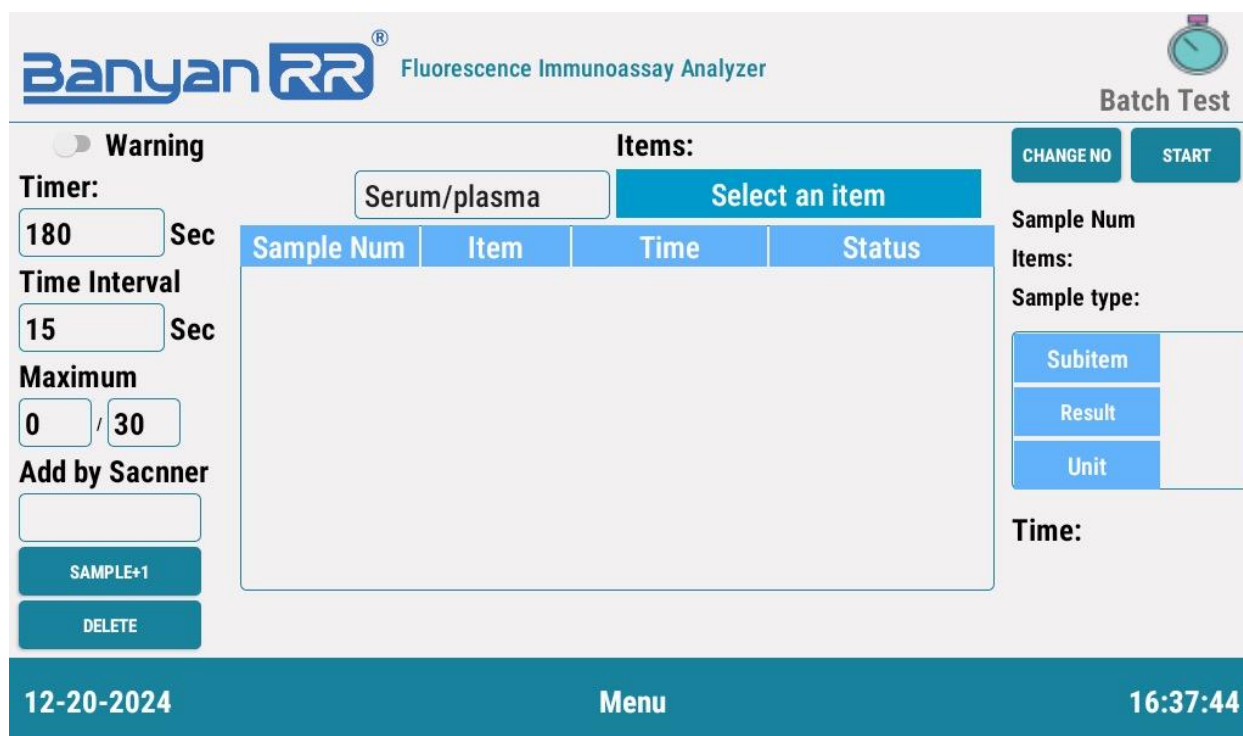 Banyan RR®
Fluorescence Immunoassay Analyzer
Batch Test
Warning
Items:
CHANGE NO
START
Timer:
Serum/plasma
Select an item
180 Sec
Sample Num Item Time Status
Sample Num
Items:
Sample type:
Time Interval
15 Sec
Maximum
0 / 30
Add by Sacnner
SAMPLE+1
DELETE
Subitem
Result
Unit
Time:
12-20-2024
Menu
16:37:44